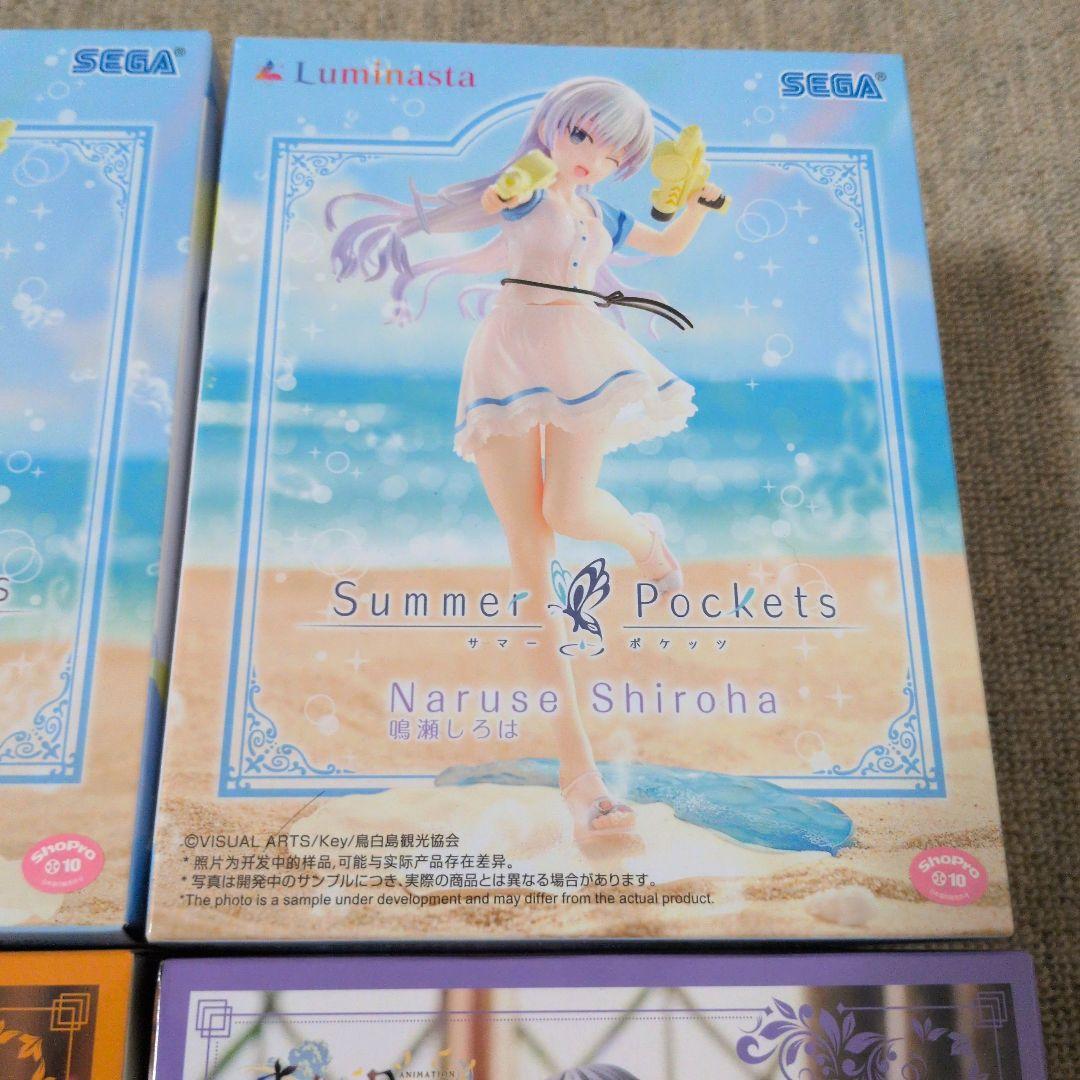 SEGA®
s
ShoPro
10
Luminasta
SEGA®
Summer Pockets
サマーポケッツ
Naruse Shiroha
鳴瀬しろは
©VISUAL ARTS/Key/鳥白島観光協会
*照片为开发中的样品,可能与实际产品存在差异。
*写真は開発中のサンプルにつき、実際の商品とは異なる場合があります。
*The photo is a sample under development and may differ from the actual product.
ShoPro
10
ANIMATION